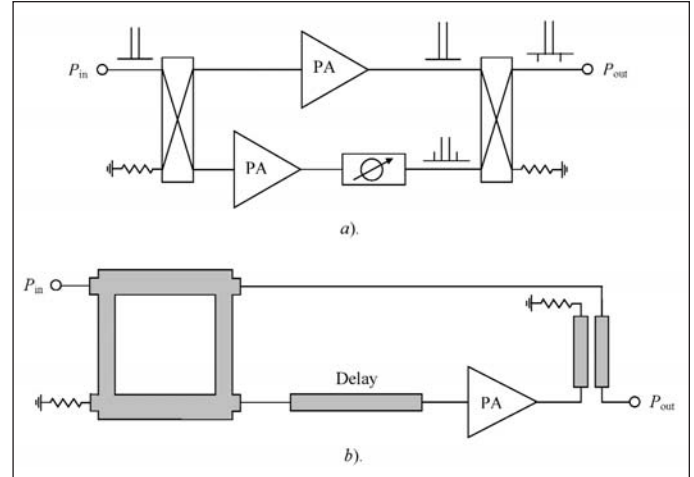 P_in
PA
P_out
PA
a).
P_in
Delay
PA
P_out
b).